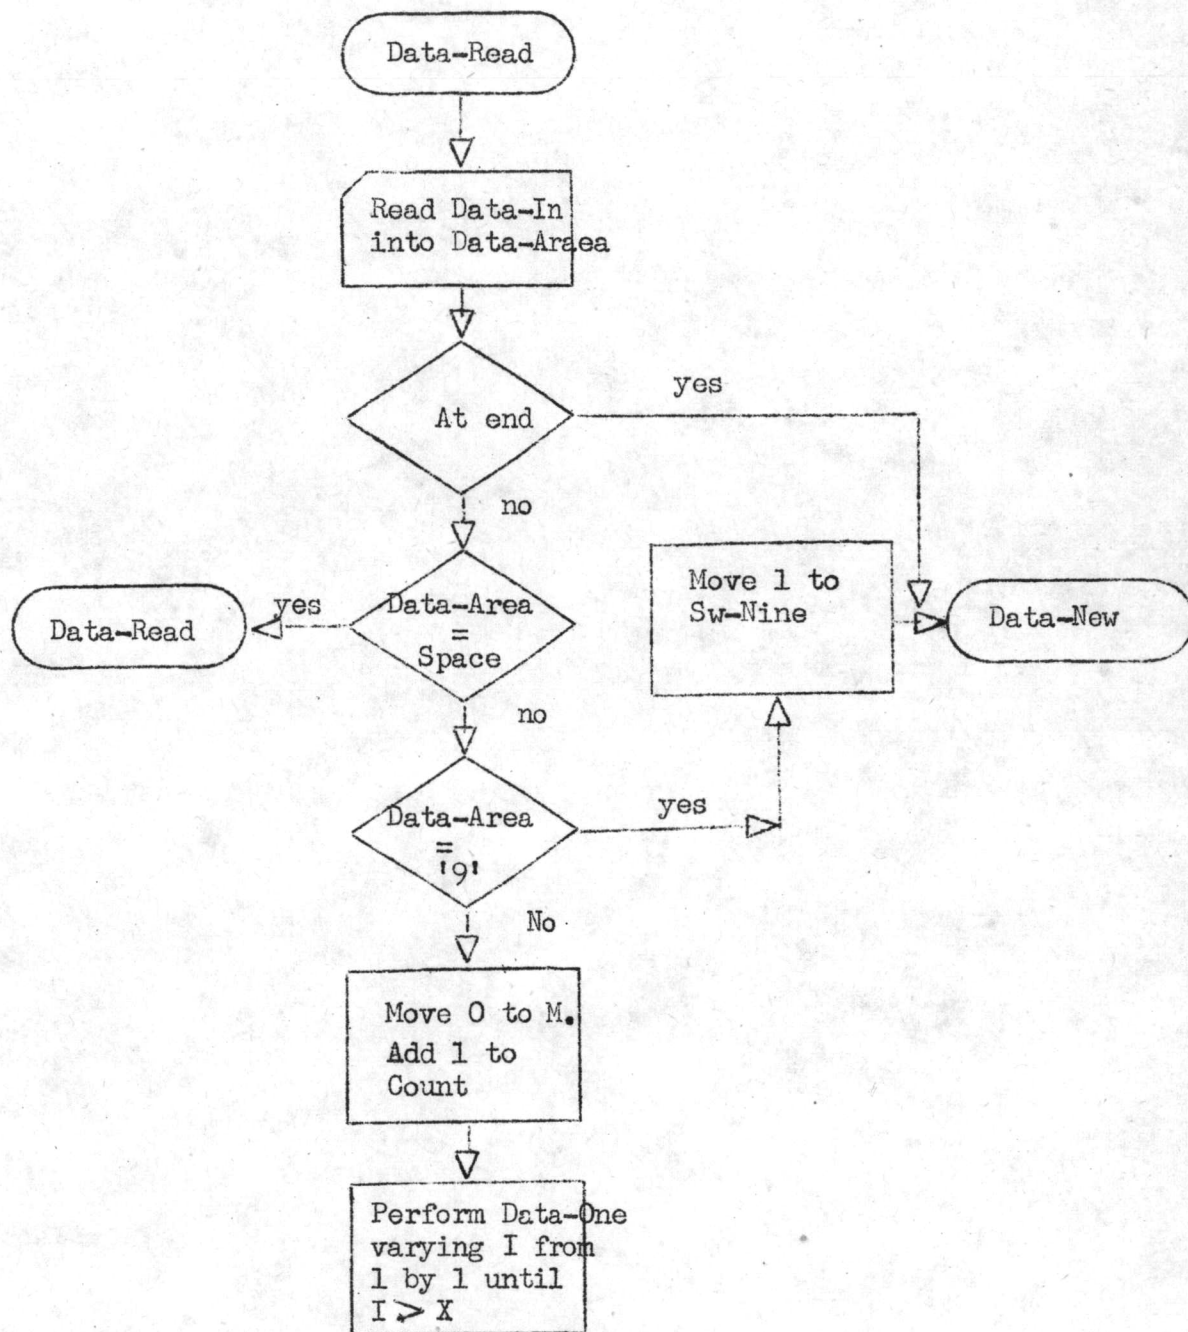 Data-Read
Read Data-In
into Data-Araea
At end
yes
no
Data-Area
=
Space
yes
Data-Read
no
Move 1 to
Sw-Nine
Data-New
Data-Area
=
'9'
yes
No
Move 0 to M.
Add 1 to
Count
Perform Data-One
varying I from
1 by 1 until
I > X